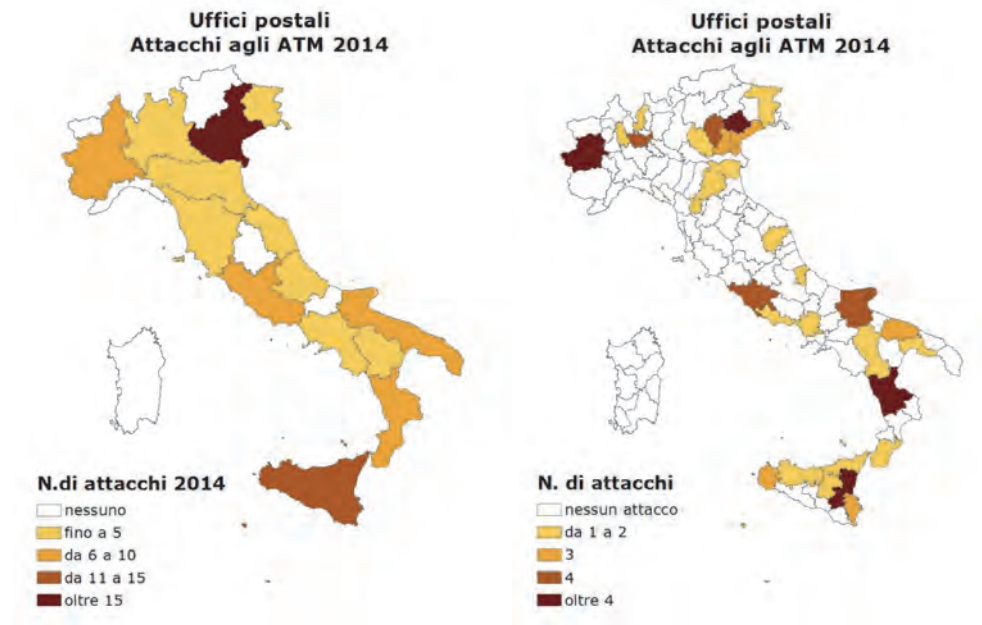 Uffici postali
Attacchi agli ATM 2014
N.di attacchi 2014
nessuno
fino a 5
da 6 a 10
da 11 a 15
oltre 15
Uffici postali
Attacchi agli ATM 2014
N. di attacchi
nessun attacco
da 1 a 2
3
4
oltre 4